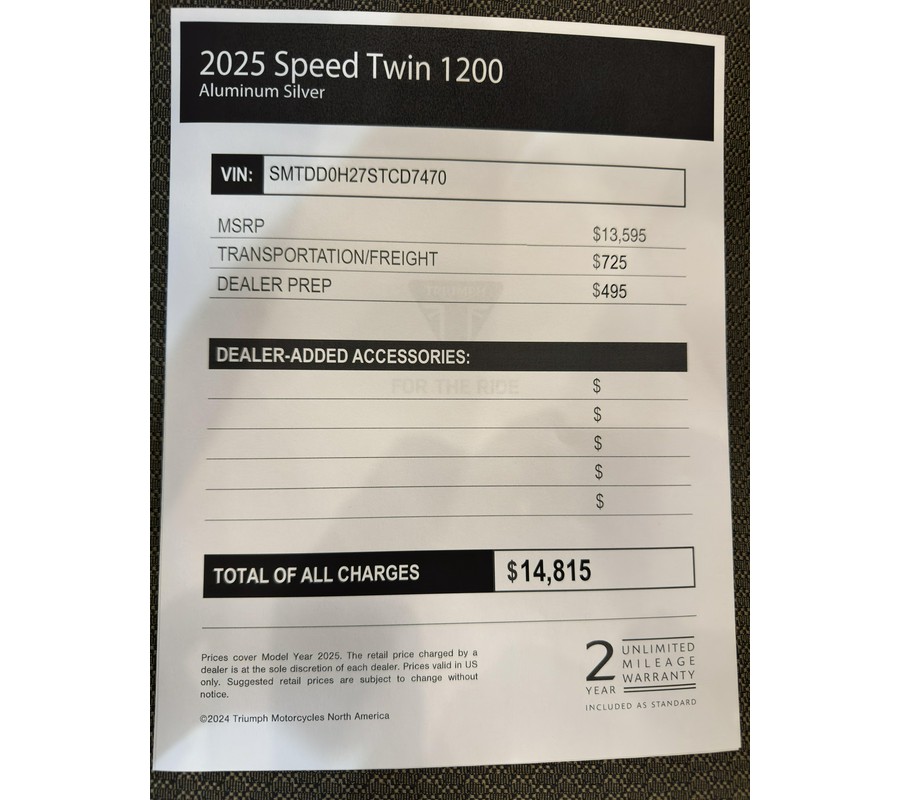 2025 Speed Twin 1200
Aluminum Silver
VIN: SMTDD0H27STCD7470
MSRP $13,595
TRANSPORTATION/FREIGHT $725
DEALER PREP $495
TRIUMPH
DEALER-ADDED ACCESSORIES:
FOR THE RIDE
$
$
$
$
$
TOTAL OF ALL CHARGES $14,815
Prices cover Model Year 2025. The retail price charged by a
dealer is at the sole discretion of each dealer. Prices valid in US
only. Suggested retail prices are subject to change without
notice.
©2024 Triumph Motorcycles North America
2 YEAR
UNLIMITED
MILEAGE
WARRANTY
INCLUDED AS STANDARD